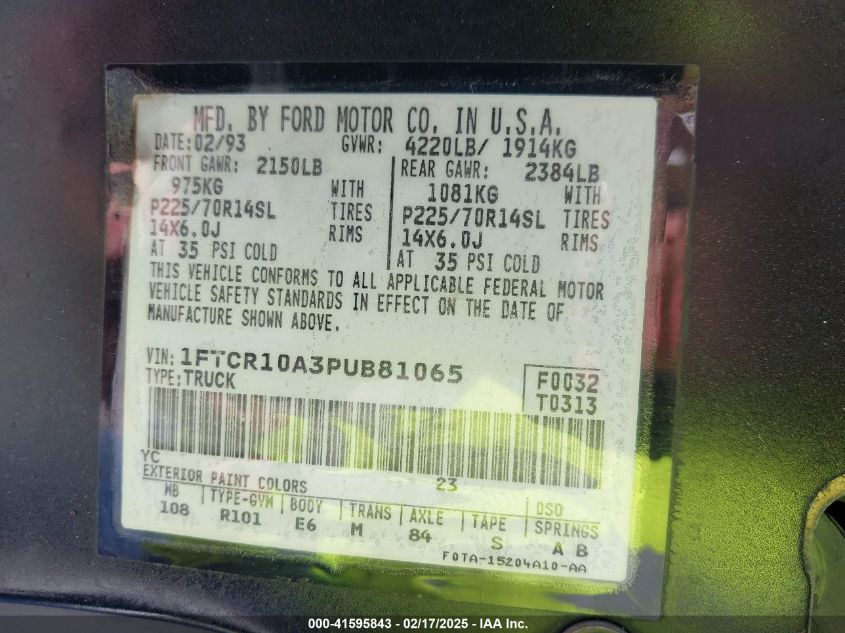 MFD. BY FORD MOTOR CO. IN U.S.A.
DATE: 02/93 GVWR: 4220LB/ 1914KG
FRONT GAWR: 2150LB REAR GAWR: 2384LB
975KG WITH 1081KG WITH
P225/70R14SL TIRES P225/70R14SL TIRES
14X6.0J RIMS 14X6.0J RIMS
AT 35 PSI COLD AT 35 PSI COLD
THIS VEHICLE CONFORMS TO ALL APPLICABLE FEDERAL MOTOR
VEHICLE SAFETY STANDARDS IN EFFECT ON THE DATE OF
MANUFACTURE SHOWN ABOVE.
VIN: 1FTCR10A3PUB81065 F0032
TYPE: TRUCK T0313
YC
EXTERIOR PAINT COLORS 23 DSO
WB TYPE-GVW BODY TRANS AXLE TAPE SPRINGS
108 R101 E6 M 84 S A B
F0TA-15204A10-AA
000-41595843 - 02/17/2025 - IAA Inc.